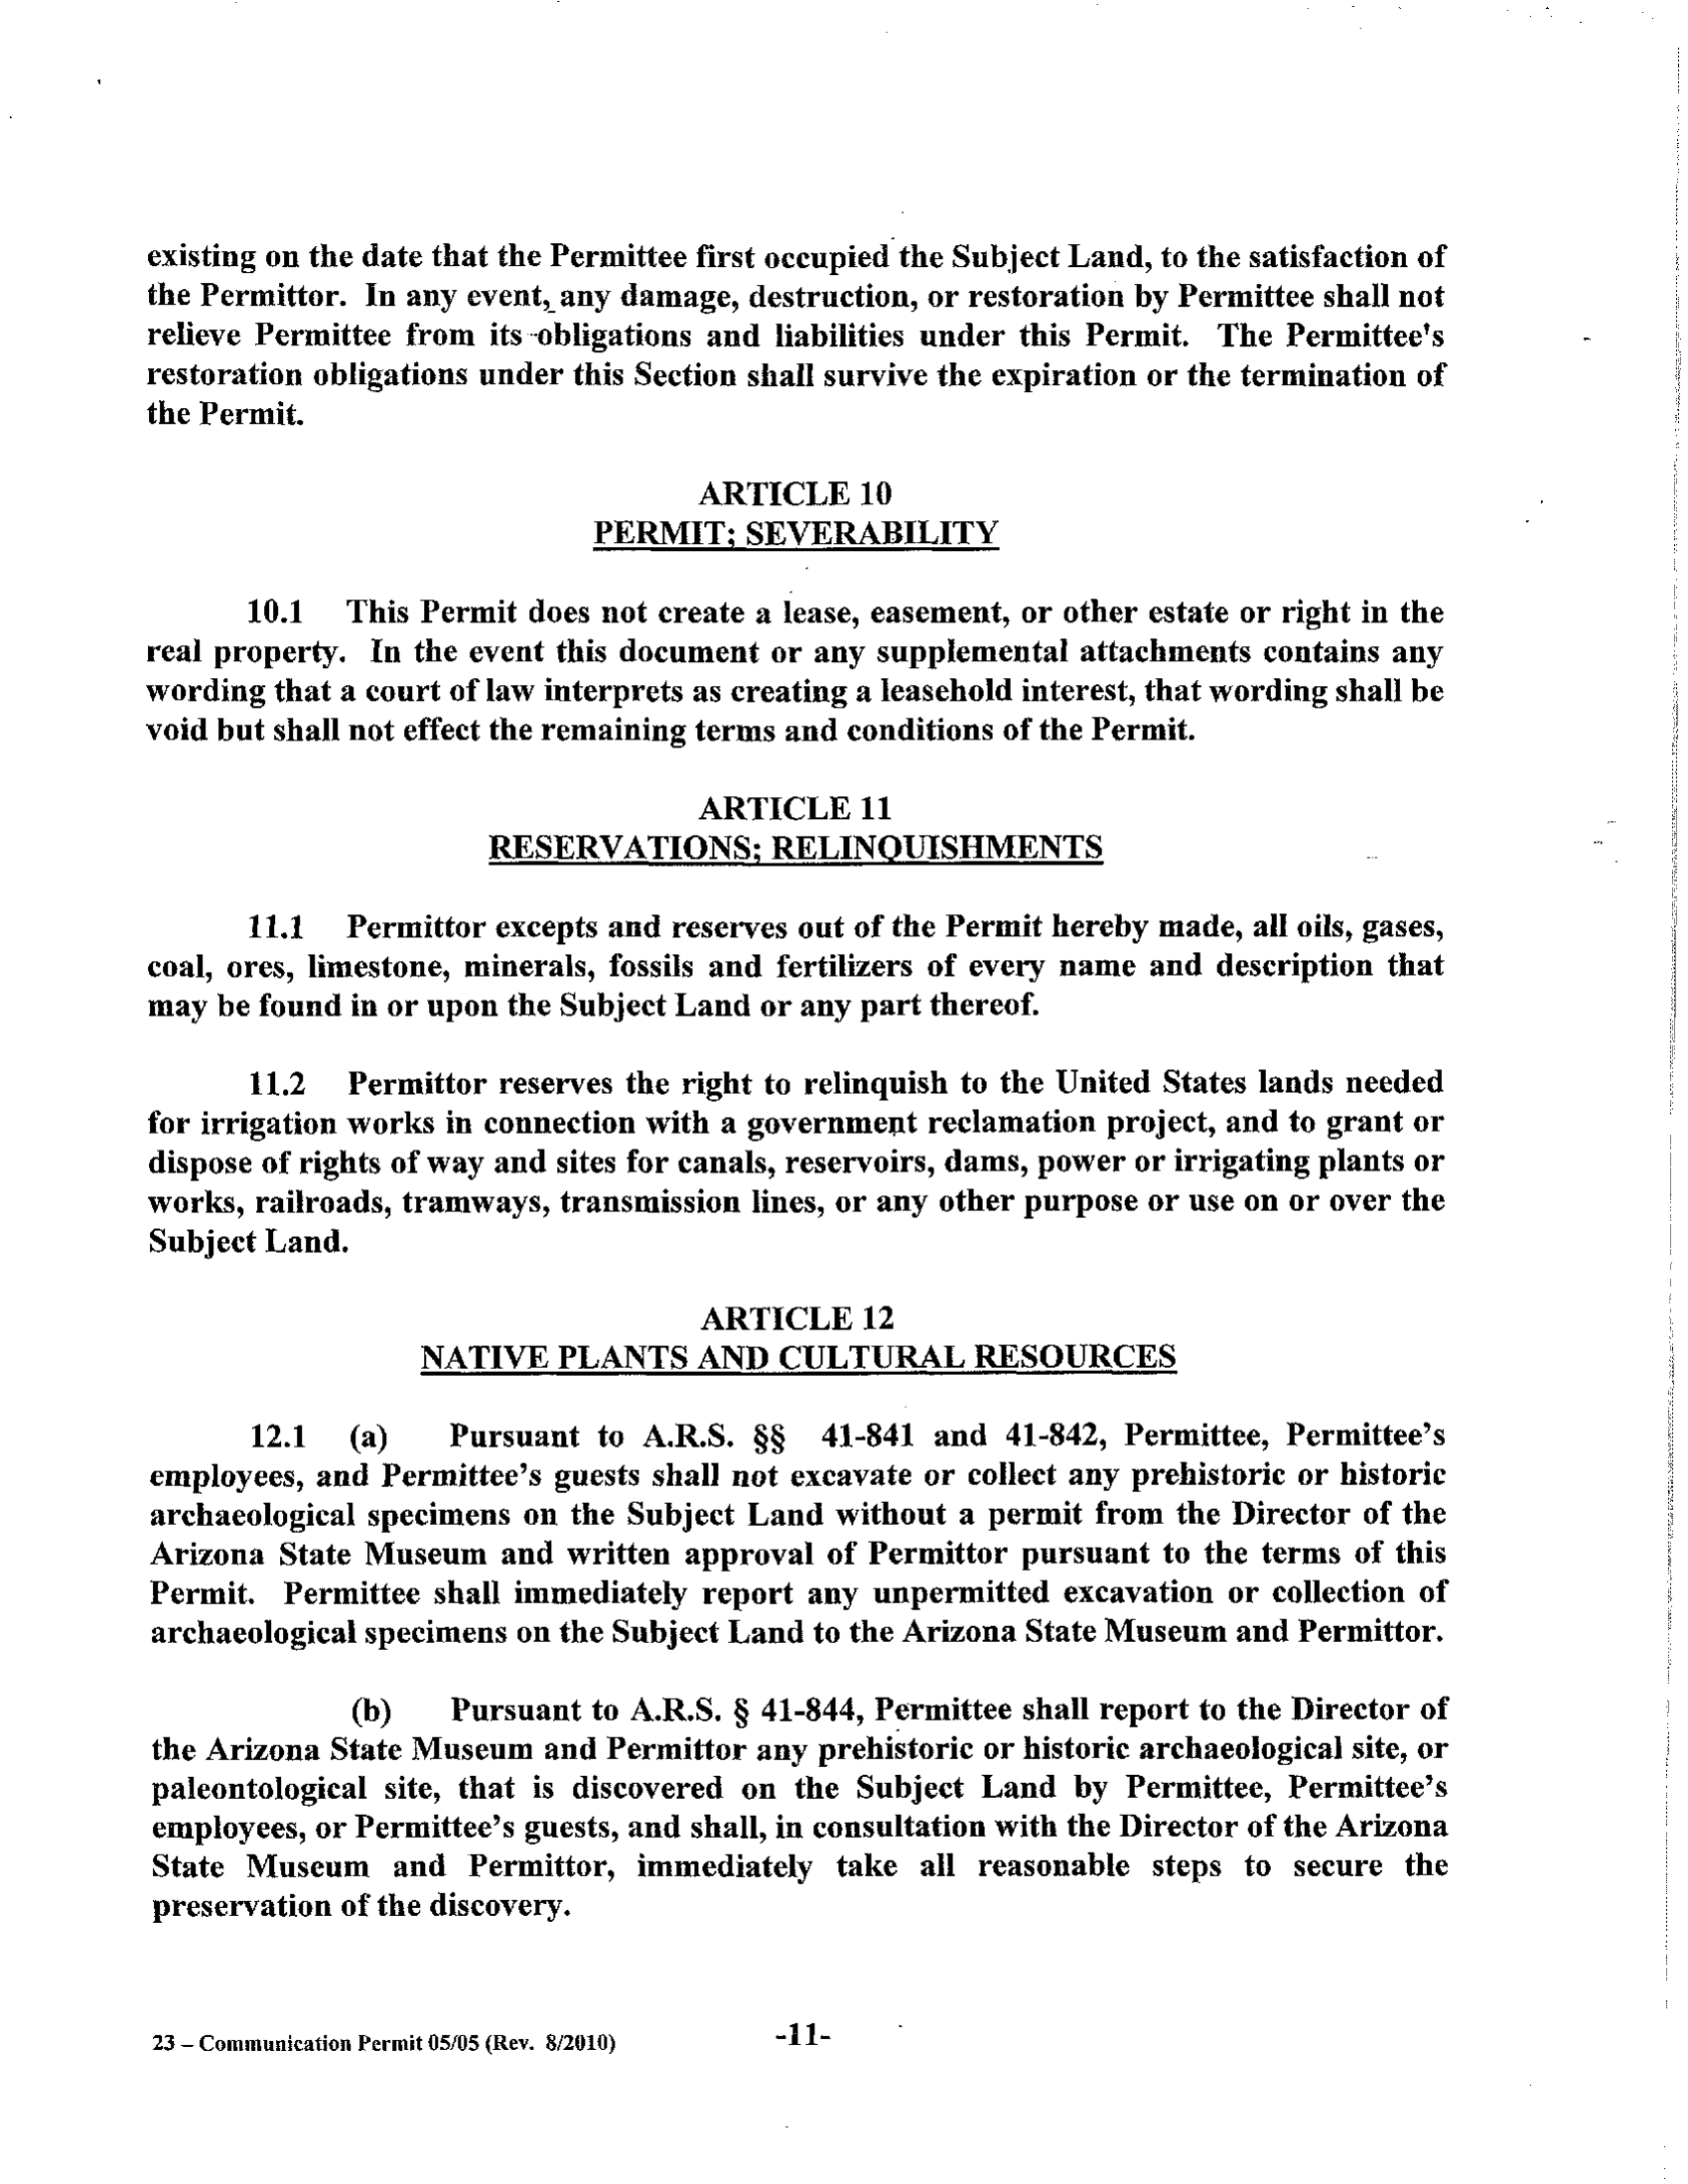 existing on the date that the Permittee first occupied the Subject Land, to the satisfaction of
the Permittor. In any event, any damage, destruction, or restoration by Permittee shall not
relieve Permittee from its obligations and liabilities under this Permit. The Permittee's
restoration obligations under this Section shall survive the expiration or the termination of
the Permit.
ARTICLE 10
PERMIT; SEVERABILITY
10.1 This Permit does not create a lease, easement, or other estate or right in the
real property. In the event this document or any supplemental attachments contains any
wording that a court of law interprets as creating a leasehold interest, that wording shall be
void but shall not effect the remaining terms and conditions of the Permit.
ARTICLE 11
RESERVATIONS; RELINQUISHMENTS
11.1 Permittor excepts and reserves out of the Permit hereby made, all oils, gases,
coal, ores, limestone, minerals, fossils and fertilizers of every name and description that
may be found in or upon the Subject Land or any part thereof.
11.2 Permittor reserves the right to relinquish to the United States lands needed
for irrigation works in connection with a government reclamation project, and to grant or
dispose of rights of way and sites for canals, reservoirs, dams, power or irrigating plants or
works, railroads, tramways, transmission lines, or any other purpose or use on or over the
Subject Land.
ARTICLE 12
NATIVE PLANTS AND CULTURAL RESOURCES
12.1 (a) Pursuant to A.R.S. §§ 41-841 and 41-842, Permittee, Permittee’s
employees, and Permittee’s guests shall not excavate or collect any prehistoric or historic
archaeological specimens on the Subject Land without a permit from the Director of the
Arizona State Museum and written approval of Permittor pursuant to the terms of this
Permit. Permittee shall immediately report any unpermitted excavation or collection of
archaeological specimens on the Subject Land to the Arizona State Museum and Permittor.
(b) Pursuant to A.R.S. § 41-844, Permittee shall report to the Director of
the Arizona State Museum and Permittor any prehistoric or historic archaeological site, or
paleontological site, that is discovered on the Subject Land by Permittee, Permittee’s
employees, or Permittee’s guests, and shall, in consultation with the Director of the Arizona
State Museum and Permittor, immediately take all reasonable steps to secure the
preservation of the discovery.
23 – Communication Permit 05/05 (Rev. 8/2010) -11-